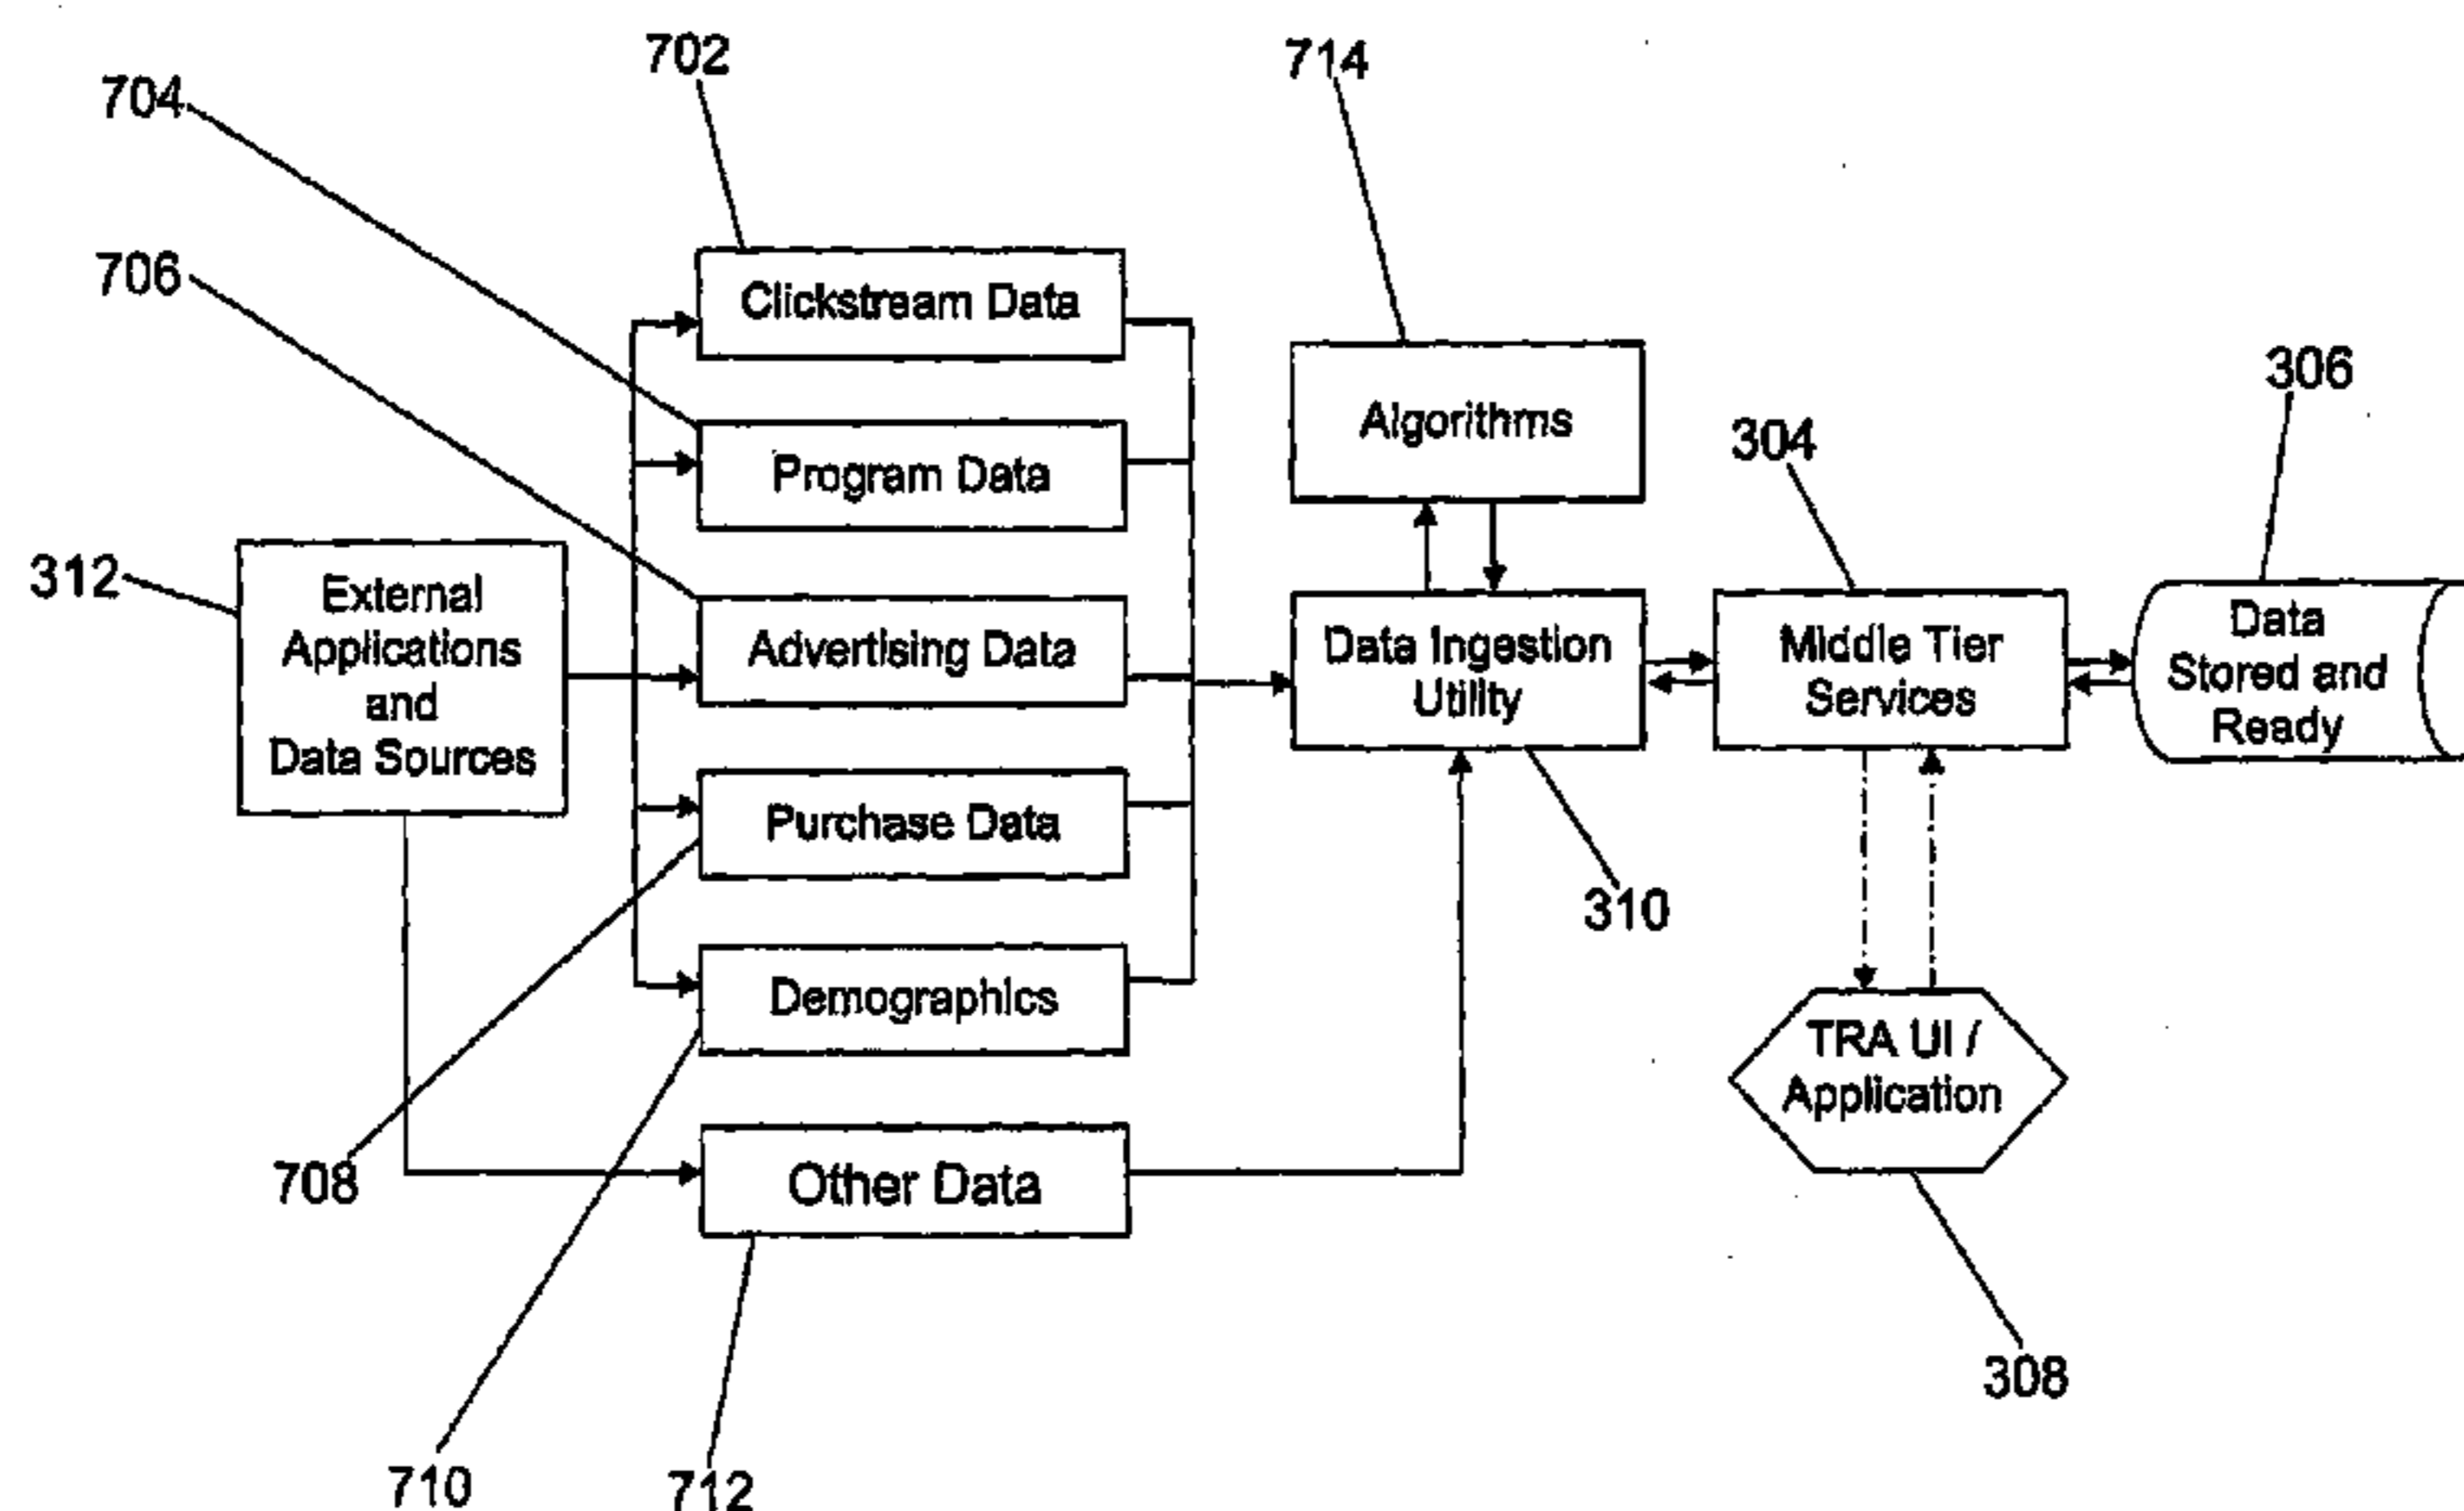 702
714
704
706
Clickstream Data
306
Algorithms
304
Program Data
312
External
Applications
and
Data Sources
Advertising Data
Data Ingestion
Utility
Middle Tier
Services
Data
Stored and
Ready
Purchase Data
310
Demographics
TRA UI /
Application
708
Other Data
308
710
712